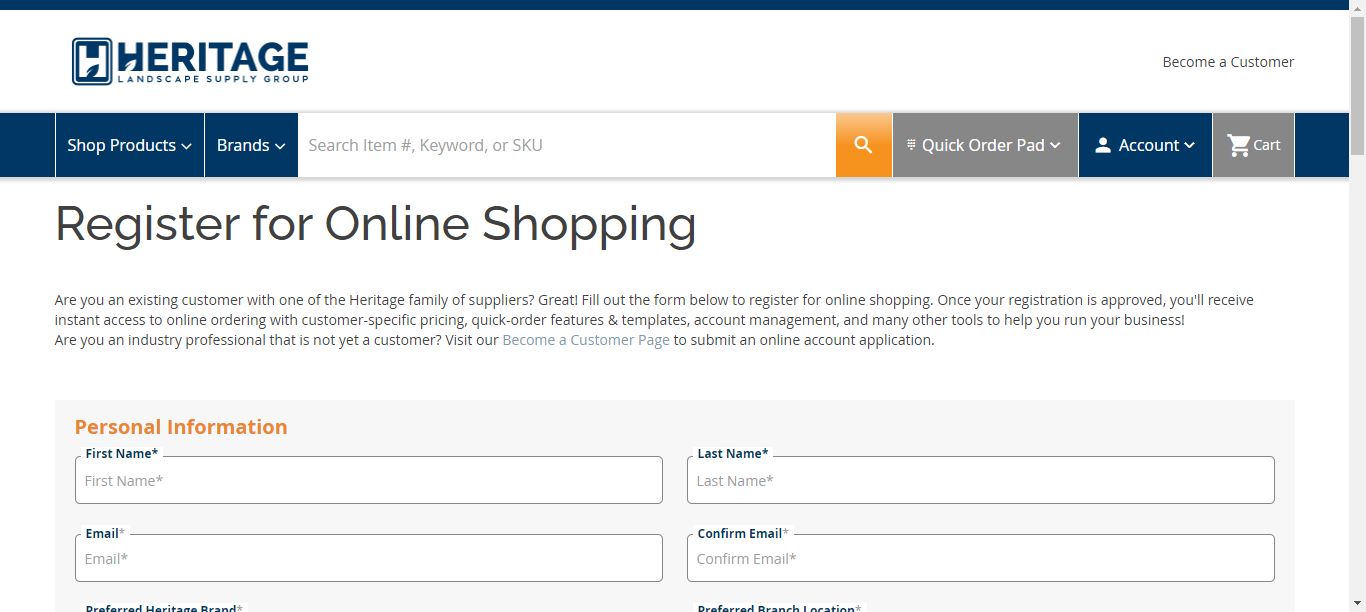 HERITAGE
LANDSCAPE SUPPLY GROUP
Become a Customer
Shop Products
Brands
Search Item #, Keyword, or SKU
Quick Order Pad
Account
Cart
Register for Online Shopping
Are you an existing customer with one of the Heritage family of suppliers? Great! Fill out the form below to register for online shopping. Once your registration is approved, you'll receive
instant access to online ordering with customer-specific pricing, quick-order features & templates, account management, and many other tools to help you run your business!
Are you an industry professional that is not yet a customer? Visit our Become a Customer Page to submit an online account application.
Personal Information
First Name*
Last Name*
First Name*
Last Name*
Email*
Confirm Email*
Email*
Confirm Email*
Preferred Heritage Brand*
Preferred Branch Location*